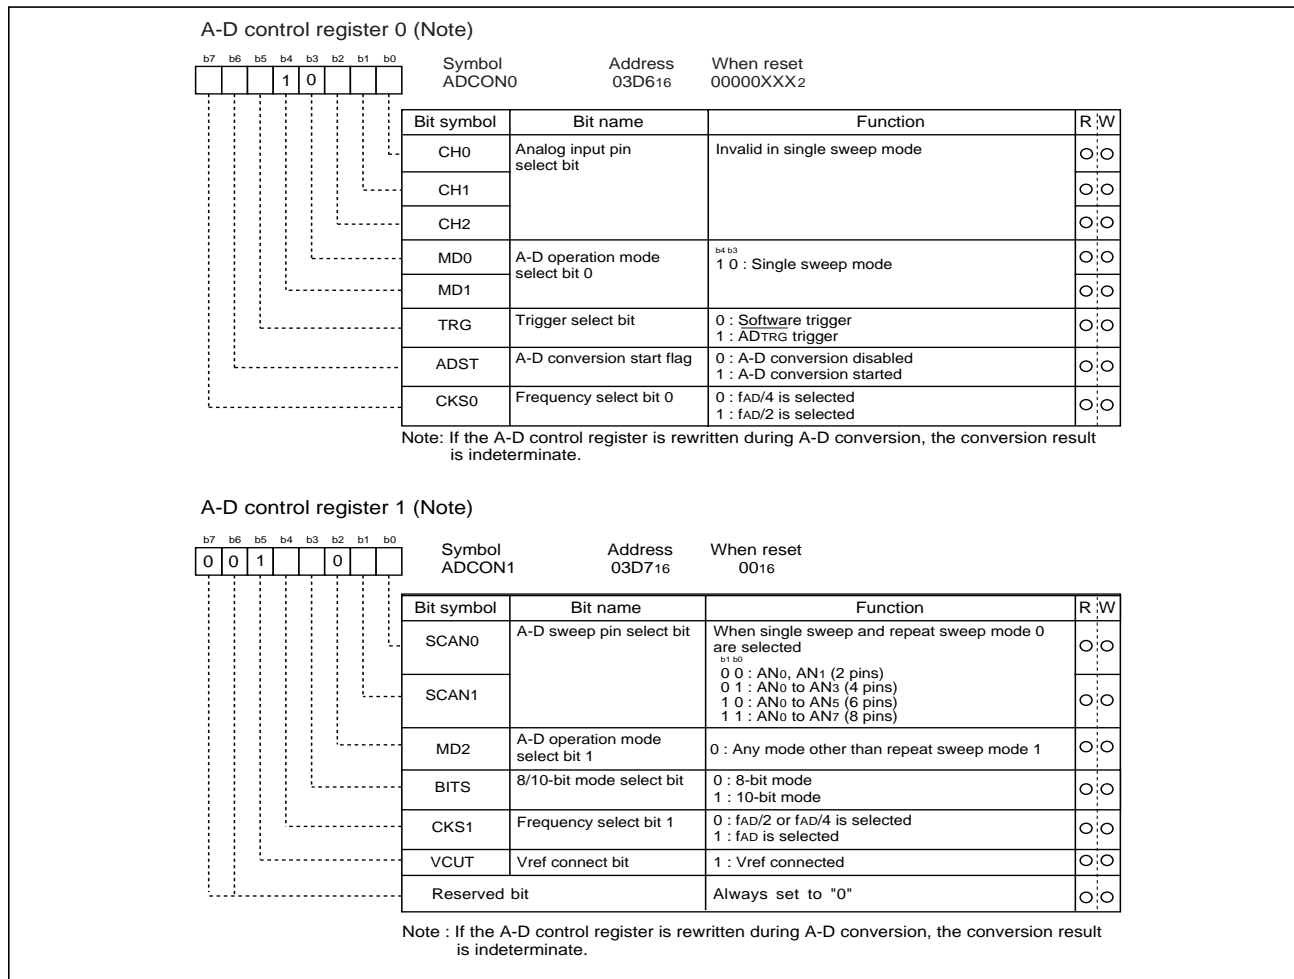 A-D control register 0 (Note)
b7 b6 b5 b4 b3 b2 b1 b0
1 0
Symbol Address When reset
ADCON0 03D616 00000XXX2
Bit symbol Bit name Function R W
CH0 Analog input pin select bit Invalid in single sweep mode
CH1
CH2
MD0 A-D operation mode select bit 0 b4 b3
1 0 : Single sweep mode
MD1
TRG Trigger select bit 0 : Software trigger
1 : ADTRG trigger
ADST A-D conversion start flag 0 : A-D conversion disabled
1 : A-D conversion started
CKS0 Frequency select bit 0 0 : fAD/4 is selected
1 : fAD/2 is selected
Note: If the A-D control register is rewritten during A-D conversion, the conversion result
is indeterminate.
A-D control register 1 (Note)
b7 b6 b5 b4 b3 b2 b1 b0
0 0 1 0
Symbol Address When reset
ADCON1 03D716 0016
Bit symbol Bit name Function R W
SCAN0 A-D sweep pin select bit When single sweep and repeat sweep mode 0
are selected
b1 b0
0 0 : AN0, AN1 (2 pins)
0 1 : AN0 to AN3 (4 pins)
SCAN1 1 0 : AN0 to AN5 (6 pins)
1 1 : AN0 to AN7 (8 pins)
MD2 A-D operation mode select bit 1 0 : Any mode other than repeat sweep mode 1
BITS 8/10-bit mode select bit 0 : 8-bit mode
1 : 10-bit mode
CKS1 Frequency select bit 1 0 : fAD/2 or fAD/4 is selected
1 : fAD is selected
VCUT Vref connect bit 1 : Vref connected
Reserved bit Always set to "0"
Note : If the A-D control register is rewritten during A-D conversion, the conversion result
is indeterminate.